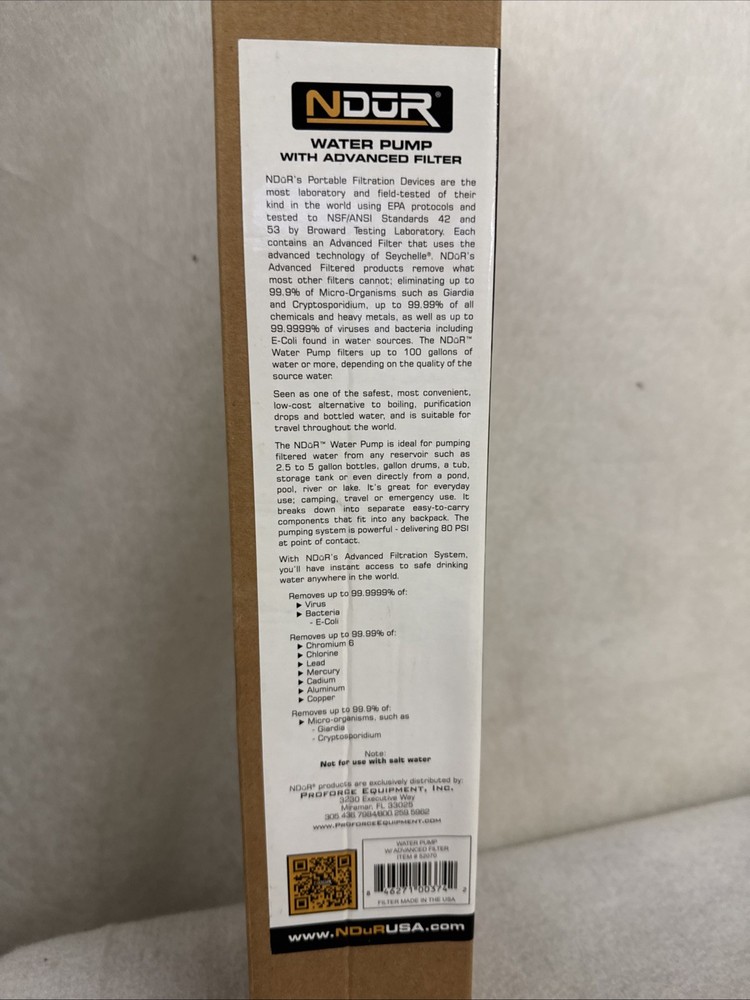 NDŪR®
WATER PUMP
WITH ADVANCED FILTER
NDūR's Portable Filtration Devices are the
most laboratory and field-tested of their
kind in the world using EPA protocols and
tested to NSF/ANSI Standards 42 and
53 by Broward Testing Laboratory. Each
contains an Advanced Filter that uses the
advanced technology of Seychelle®. NDūR's
Advanced Filtered products remove what
most other filters cannot; eliminating up to
99.9% of Micro-Organisms such as Giardia
and Cryptosporidium, up to 99.99% of all
chemicals and heavy metals, as well as up to
99.9999% of viruses and bacteria including
E-Coli found in water sources. The NDūR™
Water Pump filters up to 100 gallons of
water or more, depending on the quality of the
source water.
Seen as one of the safest, most convenient,
low-cost alternative to boiling, purification
drops and bottled water, and is suitable for
travel throughout the world.
The NDūR™ Water Pump is ideal for pumping
filtered water from any reservoir such as
2.5 to 5 gallon bottles, gallon drums, a tub,
storage tank or even directly from a pond,
pool, river or lake. It's great for everyday
use; camping, travel or emergency use. It
breaks down into separate easy-to-carry
components that fit into any backpack. The
pumping system is powerful - delivering 80 PSI
at point of contact.
With NDūR's Advanced Filtration System,
you'll have instant access to safe drinking
water anywhere in the world.
Removes up to 99.9999% of:
▶ Virus
▶ Bacteria
- E-Coli
Removes up to 99.99% of:
▶ Chromium 6
▶ Chlorine
▶ Lead
▶ Mercury
▶ Cadium
▶ Aluminum
▶ Copper
Removes up to 99.9% of:
▶ Micro-organisms, such as
- Giardia
- Cryptosporidium
Note:
Not for use with salt water
NDūR® products are exclusively distributed by:
PROFORCE EQUIPMENT, INC.
3230 Executive Way
Miramar, FL 33025
www.PROFORCEEQUIPMENT.COM
WATER PUMP
W/ ADVANCED FILTER
ITEM # 52070
8 46271 00374 2
FILTER MADE IN THE USA
www.NDūRUSA.com